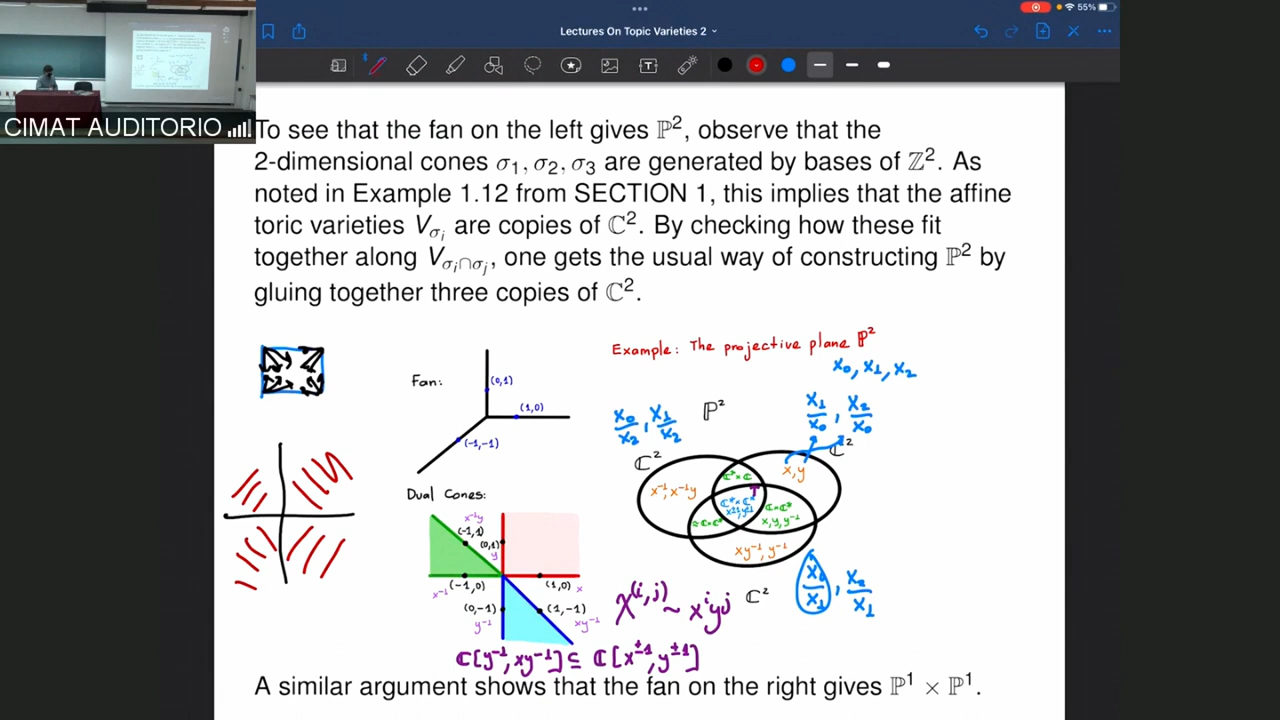 55%
Lectures On Topic Varieties 2
CIMAT AUDITORIO
To see that the fan on the left gives ℙ², observe that the
2-dimensional cones σ₁, σ₂, σ₃ are generated by bases of ℤ². As
noted in Example 1.12 from SECTION 1, this implies that the affine
toric varieties V_{σᵢ} are copies of ℂ². By checking how these fit
together along V_{σᵢ∩σⱼ}, one gets the usual way of constructing ℙ² by
gluing together three copies of ℂ².
Example: The projective plane ℙ²
x₀, x₁, x₂
Fan:
(0,1)
(1,0)
(-1,-1)
x₀/x₂, x₁/x₂
ℙ²
x₁/x₀, x₂/x₀
ℂ²
ℂ²
x⁻¹, x⁻¹y
ℂ*×ℂ
x, y
T
ℂ*×ℂ*
x±1, y±1
≈ℂ×ℂ*
ℂ×ℂ*
x, y, y⁻¹
xy⁻¹, y⁻¹
ℂ²
x₀/x₁, x₂/x₁
Dual Cones:
x⁻¹y
(-1,1)
(0,1)
y
(-1,0)
(1,0)
x⁻¹
x
(0,-1)
(1,-1)
y⁻¹
xy⁻¹
χ^(i,j) ~ xⁱyʲ
ℂ[y⁻¹, xy⁻¹] ⊆ ℂ[x^±1, y^±1]
A similar argument shows that the fan on the right gives ℙ¹ × ℙ¹.